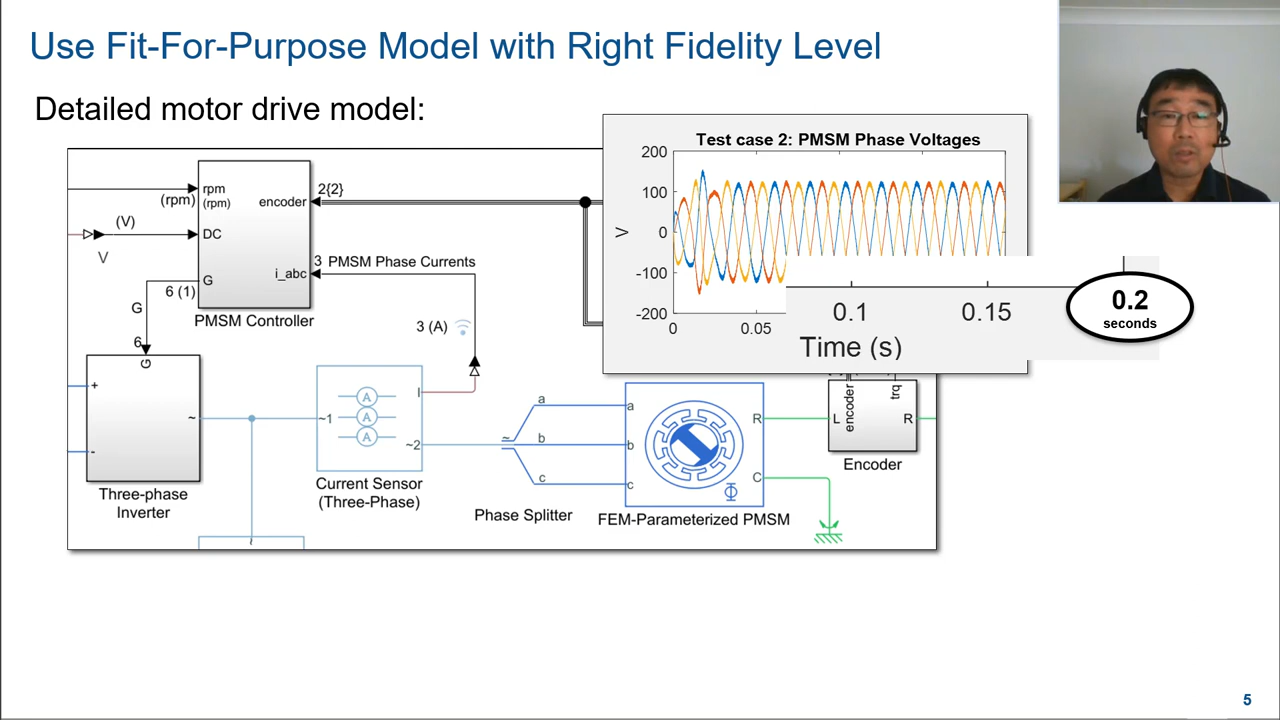 Use Fit-For-Purpose Model with Right Fidelity Level
Detailed motor drive model:
rpm
(rpm)
(rpm)
encoder
2{2}
(V)
V
DC
G
6 (1)
i_abc
3 PMSM Phase Currents
PMSM Controller
G
6
G
3 (A)
+
-
~
Three-phase
Inverter
~1
A
A
A
I
~2
Current Sensor
(Three-Phase)
~
a
b
c
Phase Splitter
a
b
c
R
C
Φ
FEM-Parameterized PMSM
encoder
trq
L
R
Encoder
Test case 2: PMSM Phase Voltages
V
200
100
0
-100
-200
0
0.05
0.1
0.15
0.2
seconds
Time (s)
5